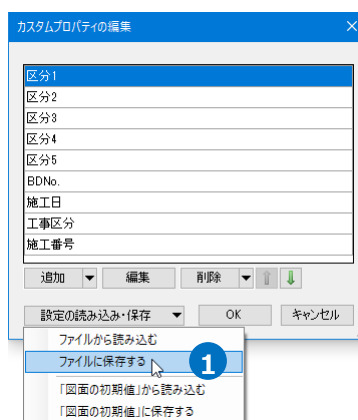 カスタムプロパティの編集
区分1
区分2
区分3
区分4
区分5
BDNo.
施工日
工事区分
施工番号
追加 編集 削除
設定の読み込み・保存 OK キャンセル
ファイルから読み込む
ファイルに保存する 1
「図面の初期値」から読み込む
「図面の初期値」に保存する